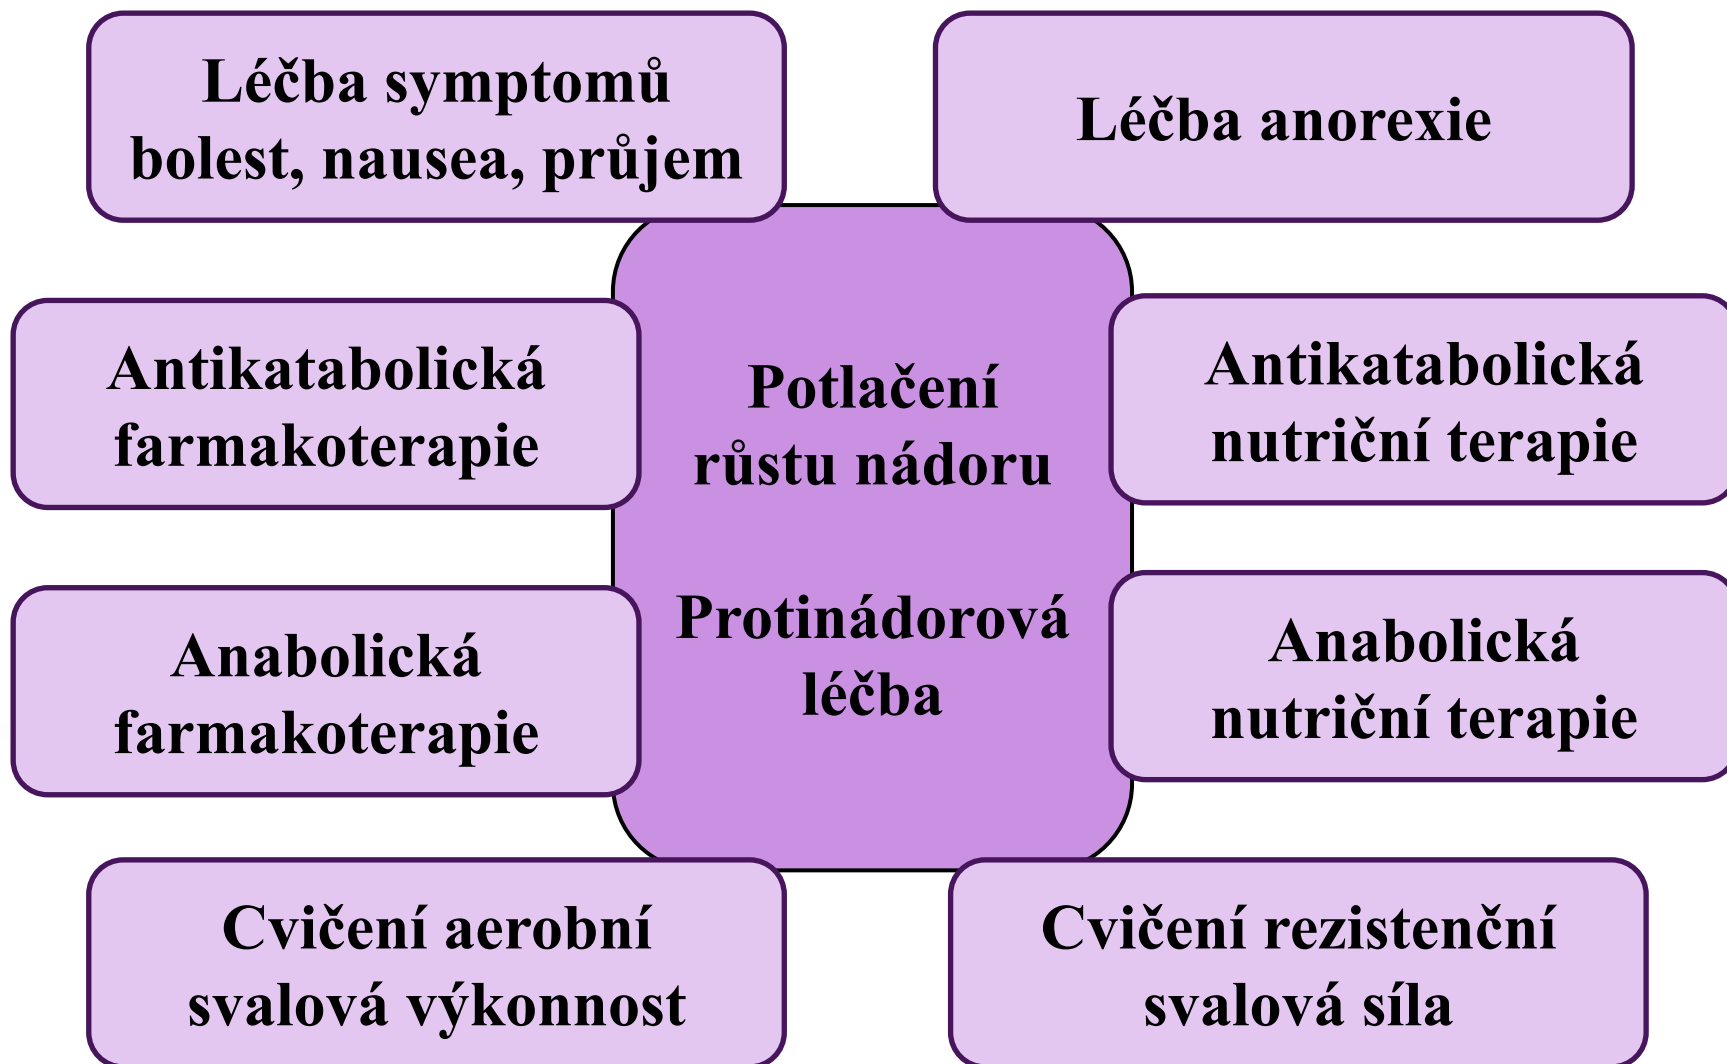 Léčba symptomů
bolest, nausea, průjem
Léčba anorexie
Antikatabolická
farmakoterapie
Potlačení
růstu nádoru
Protinádorová
léčba
Antikatabolická
nutriční terapie
Anabolická
farmakoterapie
Anabolická
nutriční terapie
Cvičení aerobní
svalová výkonnost
Cvičení rezistenční
svalová síla